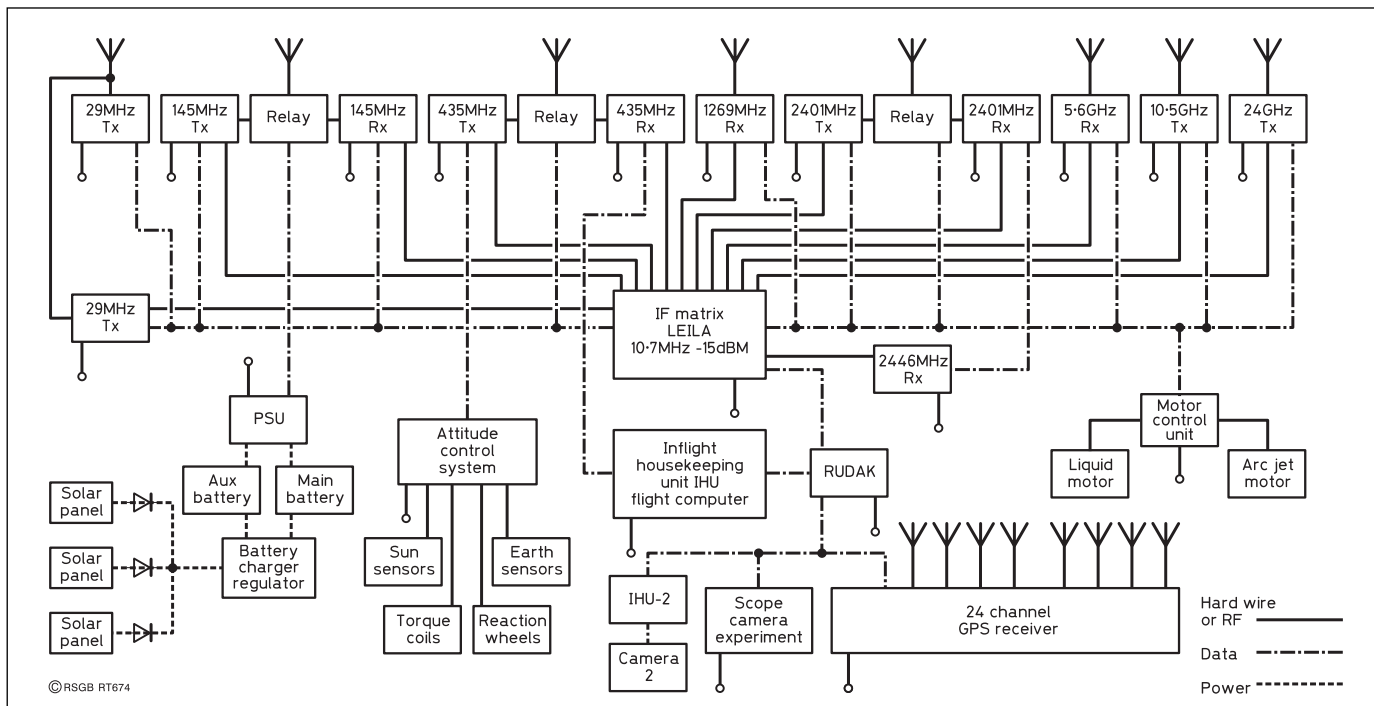 29MHz
Tx
145MHz
Tx
Relay
145MHz
Rx
435MHz
Tx
Relay
435MHz
Rx
1269MHz
Rx
2401MHz
Tx
Relay
2401MHz
Rx
5·6GHz
Rx
10·5GHz
Tx
24GHz
Tx
29MHz
Tx
IF matrix
LEILA
10·7MHz -15dBM
2446MHz
Rx
PSU
Attitude
control
system
Inflight
housekeeping
unit IHU
flight computer
RUDAK
Motor
control
unit
Liquid
motor
Arc jet
motor
Aux
battery
Main
battery
Solar
panel
Solar
panel
Solar
panel
Battery
charger
regulator
Sun
sensors
Earth
sensors
Torque
coils
Reaction
wheels
IHU-2
Camera
2
Scope
camera
experiment
24 channel
GPS receiver
Hard wire
or RF
Data
Power
©RSGB RT674